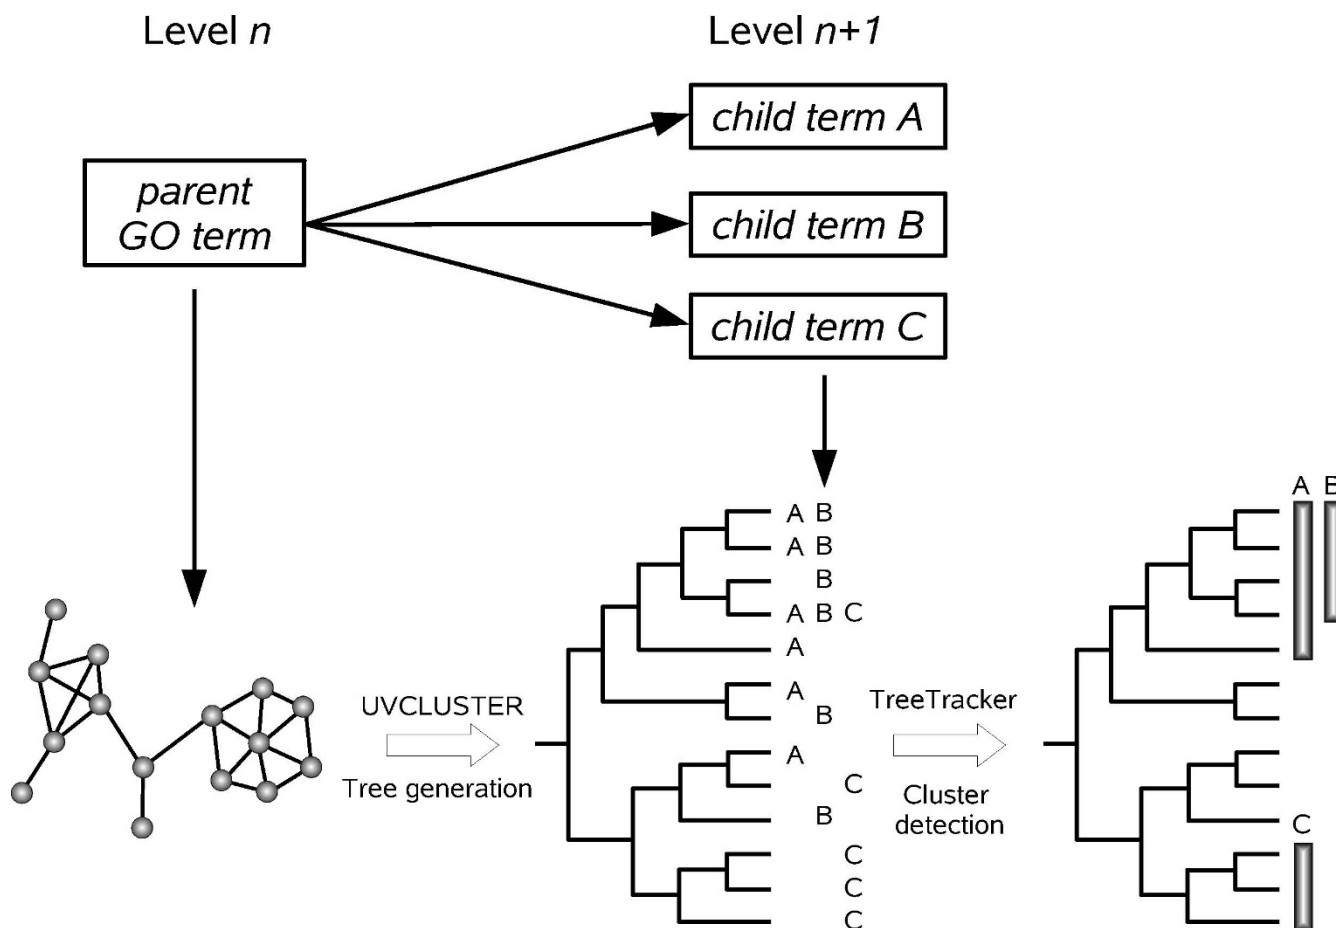 Level n
Level n+1
child term A
parent
GO term
child term B
child term C
A B
A B
B
A B C
A
A
B
A
C
B
C
C
C
UVCLUSTER
Tree generation
TreeTracker
Cluster
detection
A B
C